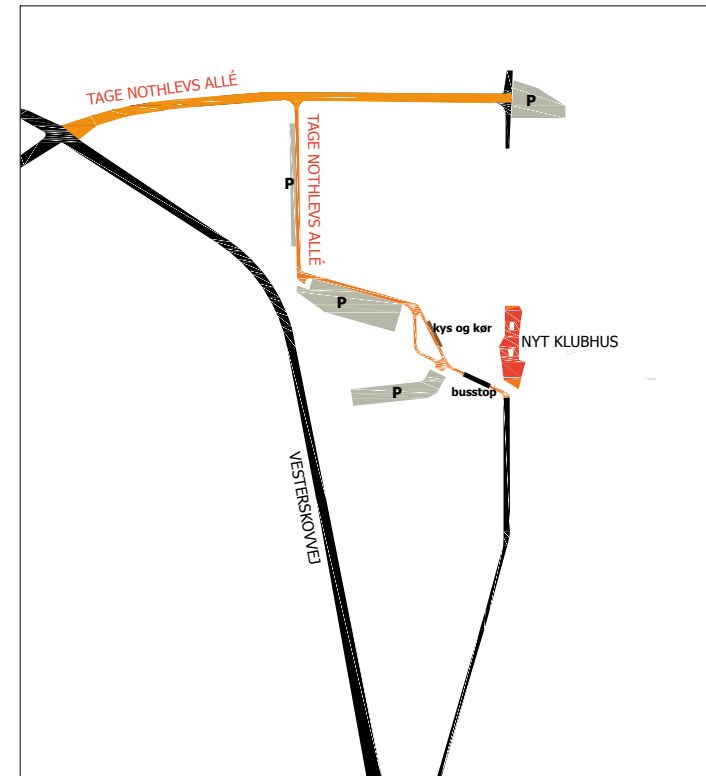 TAGE NOTHLEVS ALLÉ
P
P
TAGE NOTHLEVS ALLÉ
P
kys og kør
NYT KLUBHUS
busstop
P
VESTERSKOVVEJ